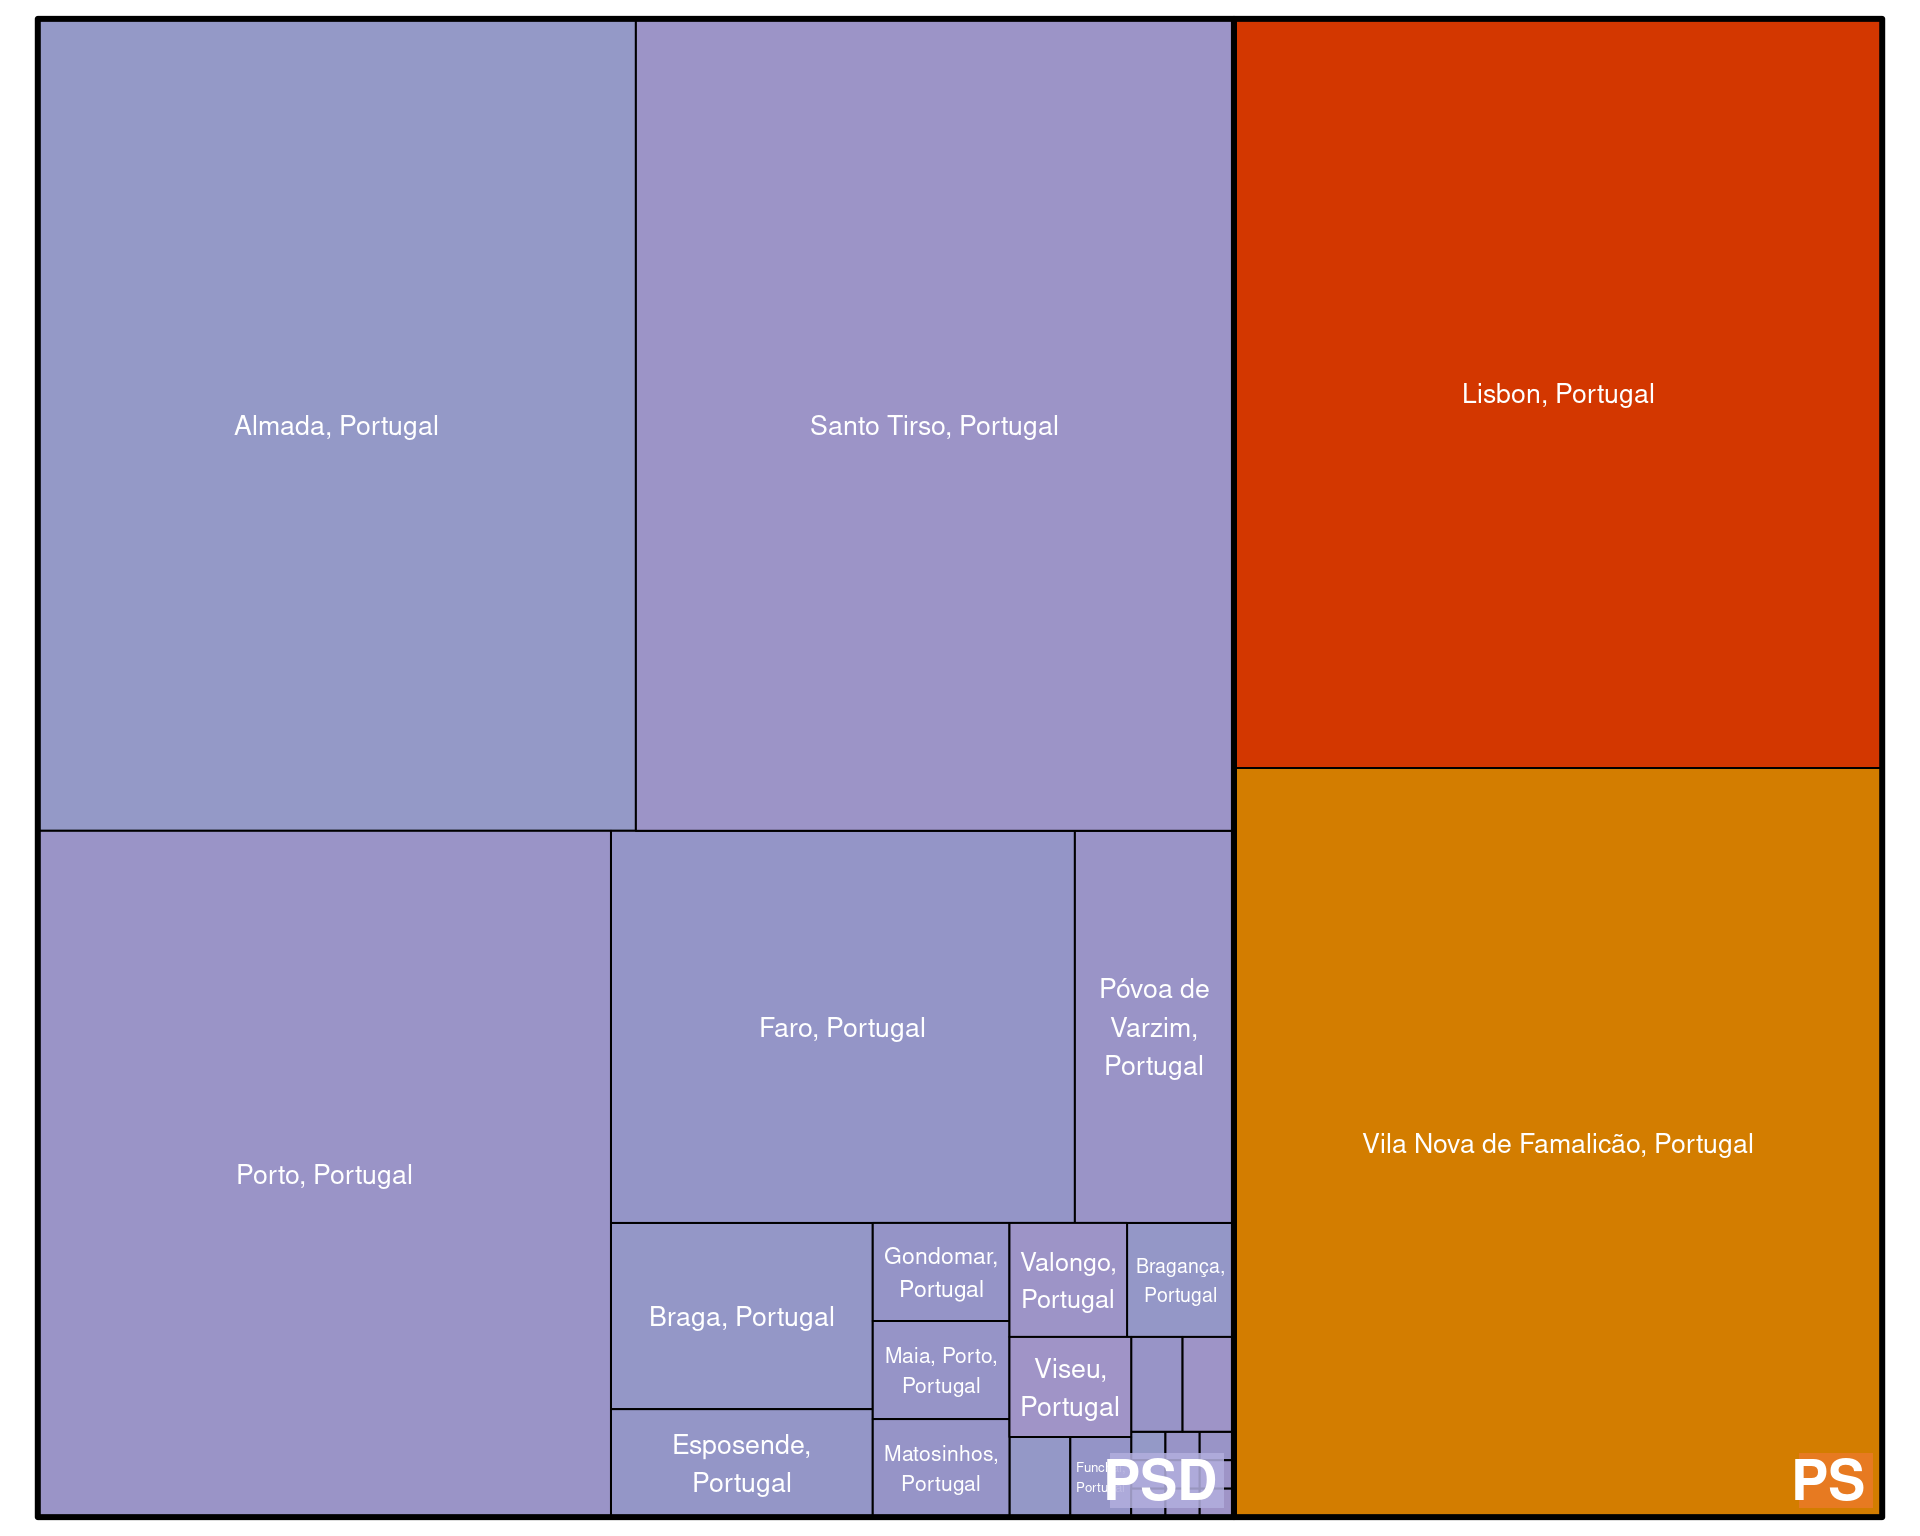 Almada, Portugal
Santo Tirso, Portugal
Lisbon, Portugal
Porto, Portugal
Faro, Portugal
Póvoa de
Varzim,
Portugal
Vila Nova de Famalicão, Portugal
Braga, Portugal
Gondomar,
Portugal
Valongo,
Portugal
Bragança,
Portugal
Maia, Porto,
Portugal
Viseu,
Portugal
Esposende,
Portugal
Matosinhos,
Portugal
PSD
PS